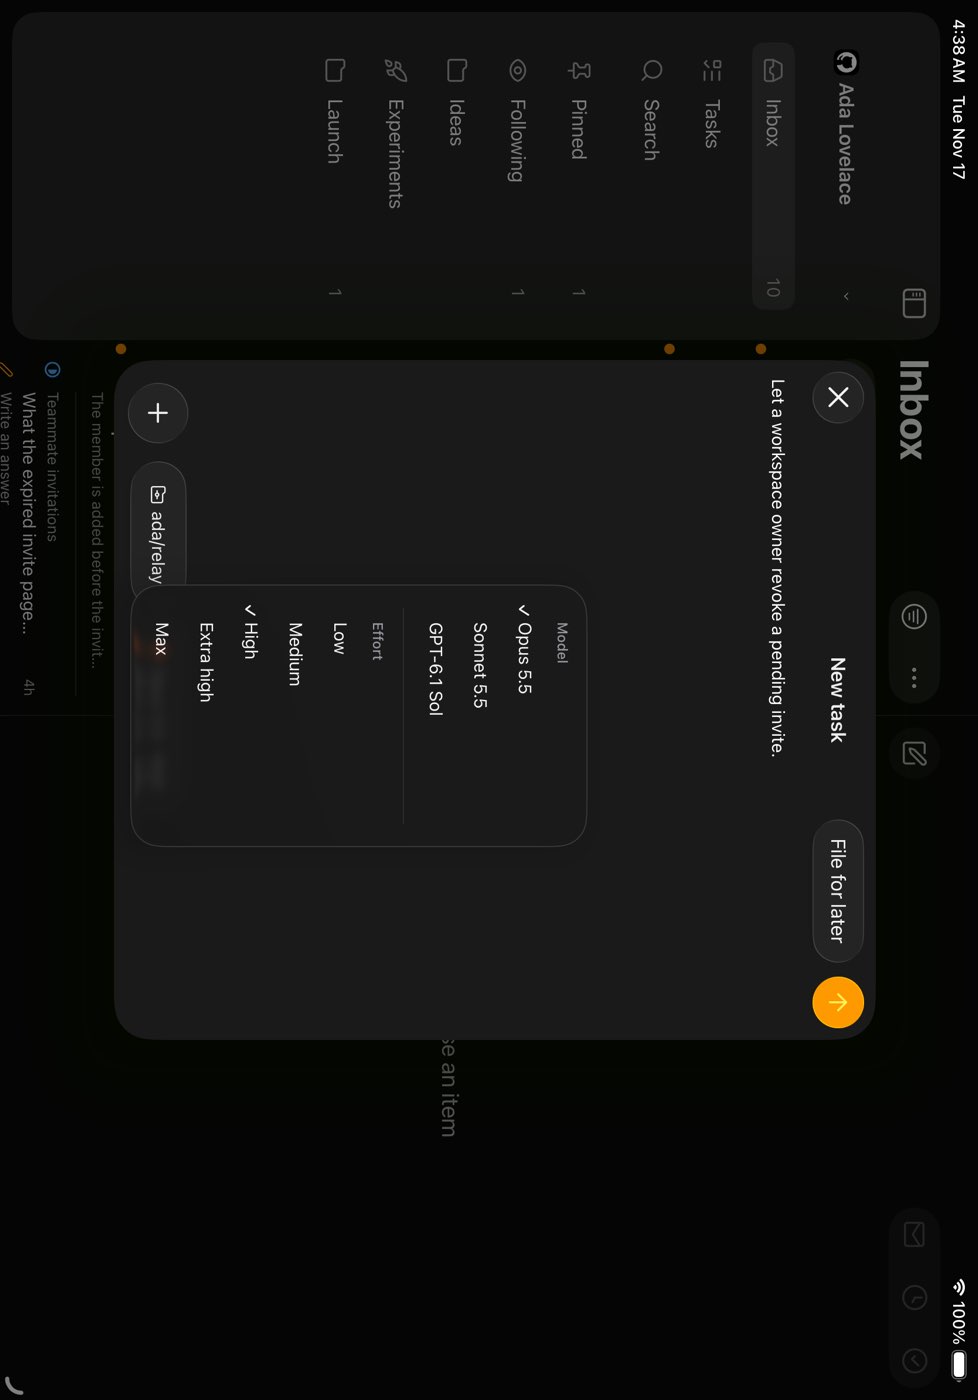 4:38 AM Tue Nov 17
100%
Ada Lovelace
Inbox 10
Tasks
Search
Pinned 1
Following 1
Ideas
Experiments
Launch 1
Inbox
New task
File for later
Let a workspace owner revoke a pending invite.
Model
Opus 5.5
Sonnet 5.5
GPT-6.1 Sol
Effort
Low
Medium
High
Extra high
Max
ada/relay
an item
The member is added before the invit...
Teammate invitations
What the expired invite page... 4h
Write an answer